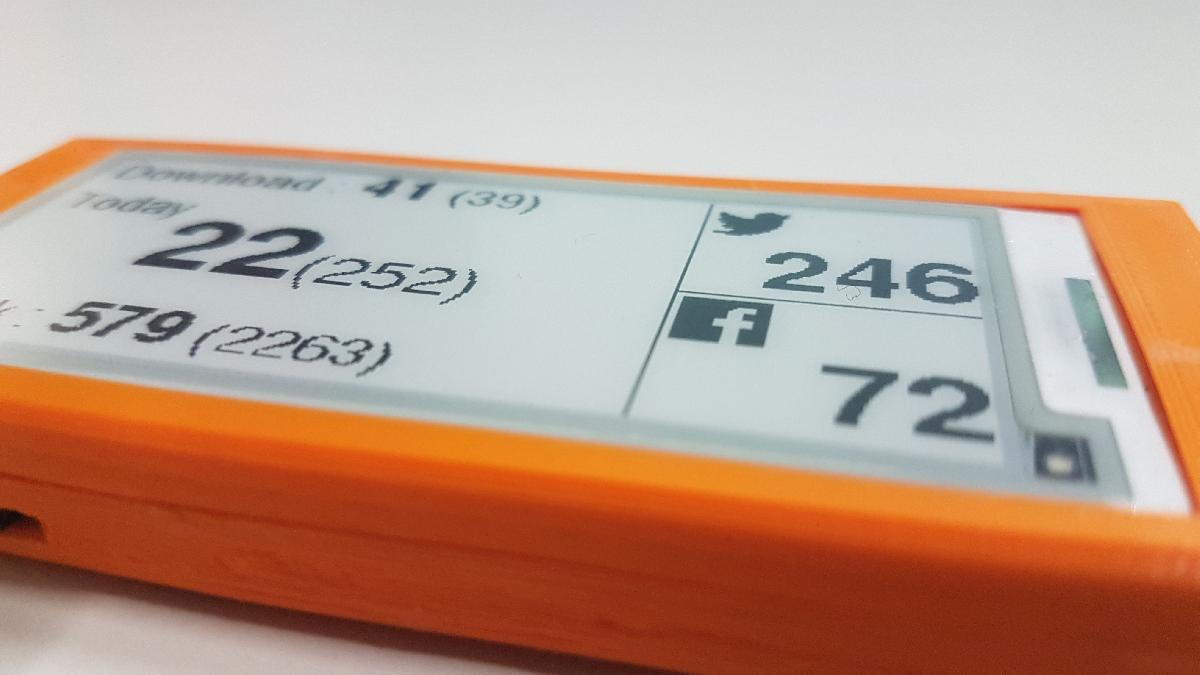 Download : 41 (39)
Today
22 (252)
: 579 (2263)
246
f
72